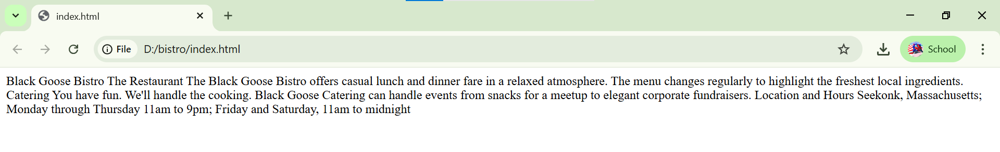 index.html
File
D:/bistro/index.html
School
Black Goose Bistro The Restaurant The Black Goose Bistro offers casual lunch and dinner fare in a relaxed atmosphere. The menu changes regularly to highlight the freshest local ingredients.
Catering You have fun. We'll handle the cooking. Black Goose Catering can handle events from snacks for a meetup to elegant corporate fundraisers. Location and Hours Seekonk, Massachusetts;
Monday through Thursday 11am to 9pm; Friday and Saturday, 11am to midnight